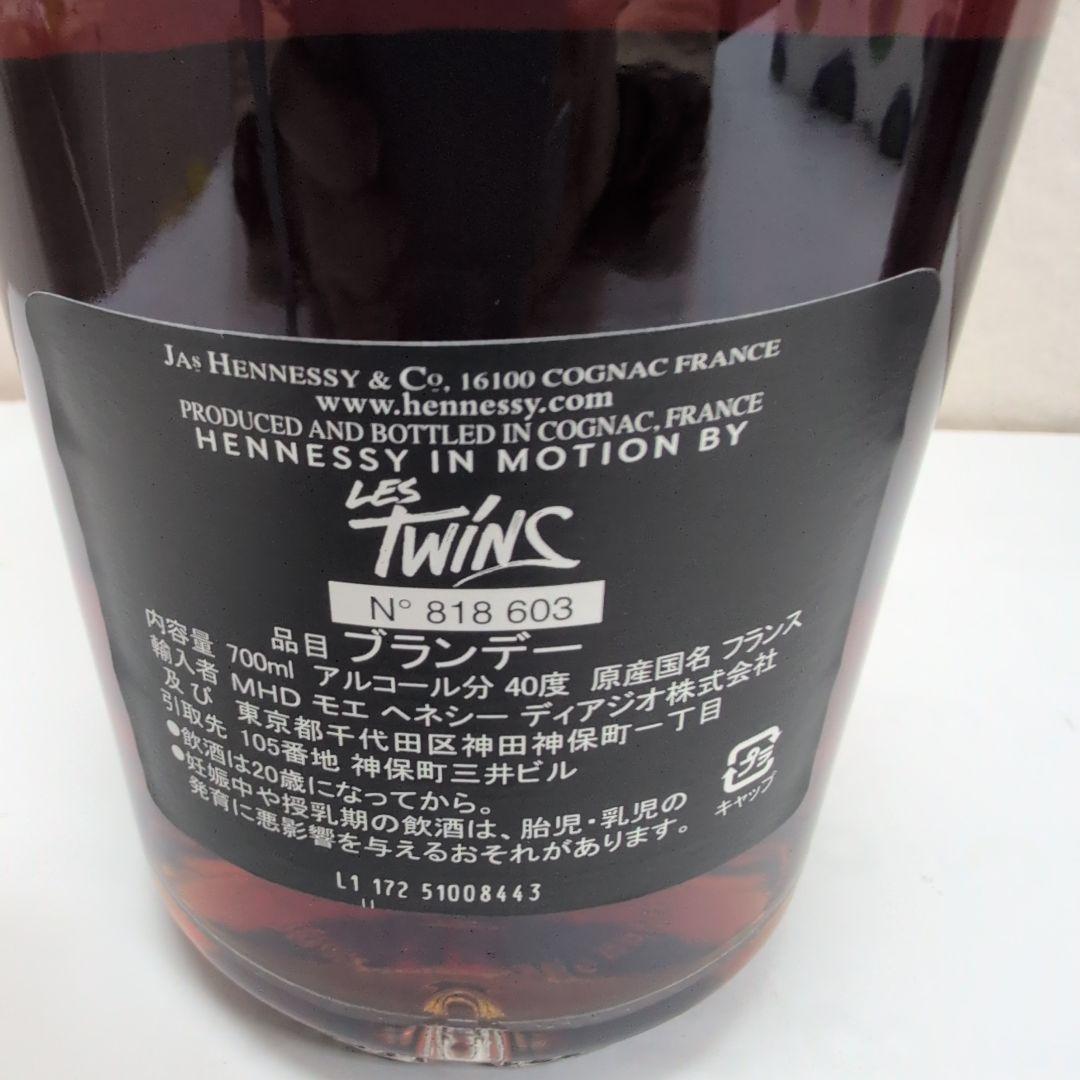 JAS HENNESSY & CO, 16100 COGNAC FRANCE
www.hennessy.com
PRODUCED AND BOTTLED IN COGNAC, FRANCE
HENNESSY IN MOTION BY
LES
TWINS
N° 818 603
品目 ブランデー
内容量 700ml アルコール分 40度 原産国名 フランス
輸入者 MHD モエ ヘネシー ディアジオ株式会社
及び 東京都千代田区神田神保町一丁目
引取先 105番地 神保町三井ビル
●飲酒は20歳になってから。
●妊娠中や授乳期の飲酒は、胎児・乳児の
発育に悪影響を与えるおそれがあります。
プラ
キャップ
L1 172 51008443